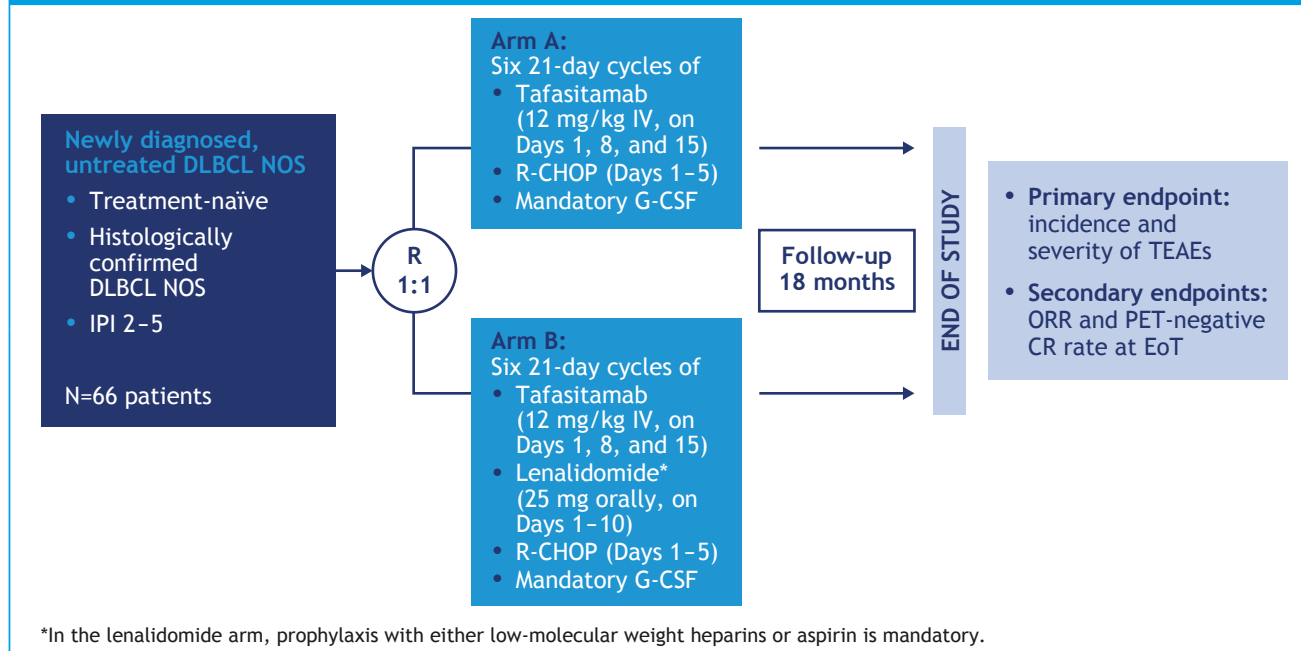 Newly diagnosed,
untreated DLBCL NOS
• Treatment-naïve
• Histologically
confirmed
DLBCL NOS
• IPI 2–5
N=66 patients
R
1:1
Arm A:
Six 21-day cycles of
• Tafasitamab
(12 mg/kg IV, on
Days 1, 8, and 15)
• R-CHOP (Days 1–5)
• Mandatory G-CSF
Arm B:
Six 21-day cycles of
• Tafasitamab
(12 mg/kg IV, on
Days 1, 8, and 15)
• Lenalidomide*
(25 mg orally, on
Days 1–10)
• R-CHOP (Days 1–5)
• Mandatory G-CSF
Follow-up
18 months
END OF STUDY
• Primary endpoint:
incidence and
severity of TEAEs
• Secondary endpoints:
ORR and PET-negative
CR rate at EoT
*In the lenalidomide arm, prophylaxis with either low-molecular weight heparins or aspirin is mandatory.